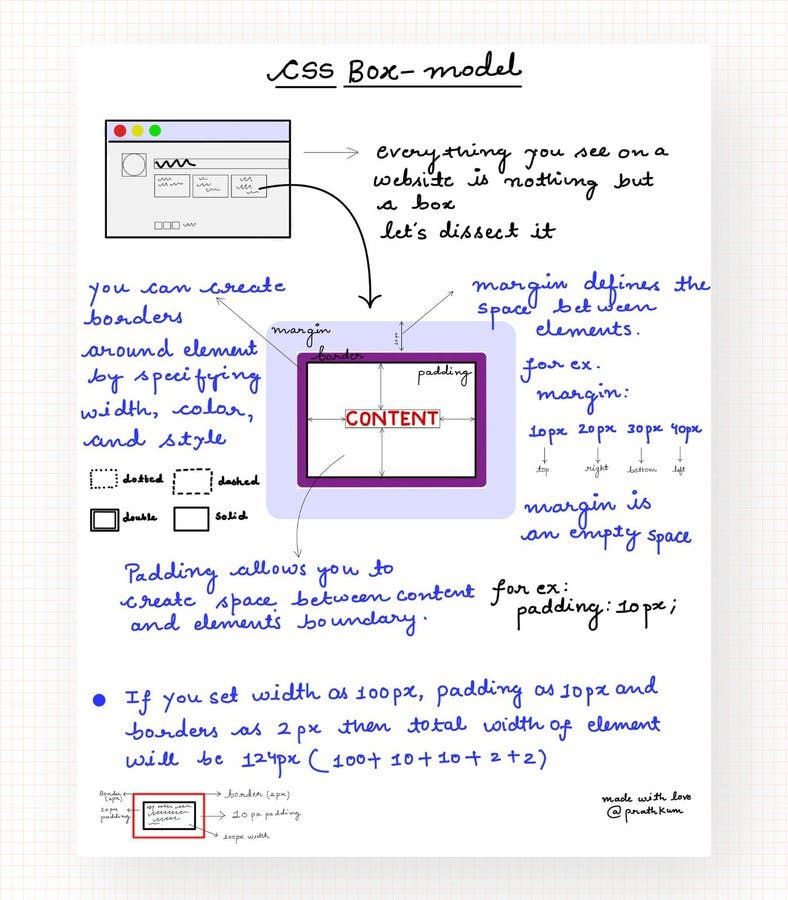 CSS Box-model
everything you see on a
website is nothing but
a box
let's dissect it
you can create
borders
around element
by specifying
width, color,
and style
dotted
dashed
double
solid
margin
border
padding
CONTENT
margin defines the
space between
elements.
for ex.
margin:
10px 20px 30px 40px
top right bottom left
margin is
an empty space
Padding allows you to
create space between content
and elements boundary.
for ex:
padding: 10px;
If you set width as 100px, padding as 10px and
borders as 2px then total width of element
will be 124px (100+10+10+2+2)
Border
(2px)
10px
padding
border (2px)
10px padding
100px width
made with love
@prathkum